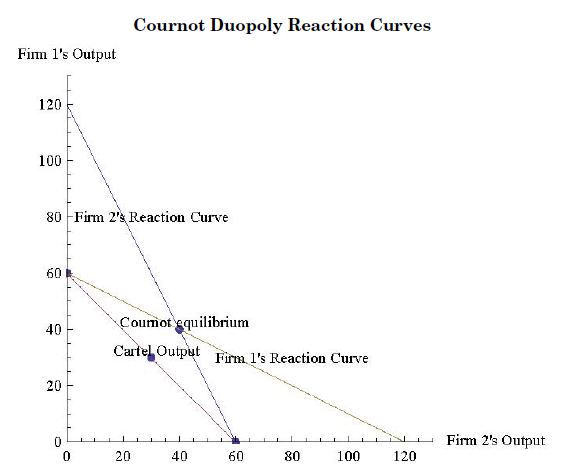 Cournot Duopoly Reaction Curves
Firm 1's Output
120
100
80
Firm 2's Reaction Curve
60
Cournot equilibrium
40
Cartel Output
Firm 1's Reaction Curve
20
0
Firm 2's Output
0 20 40 60 80 100 120